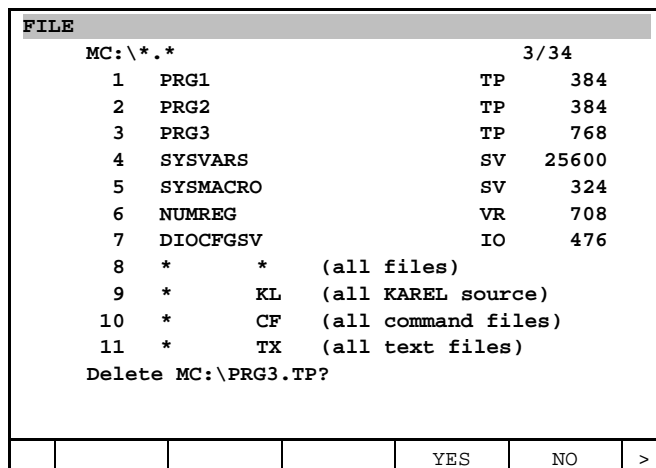 FILE
MC:\*.* 3/34
1 PRG1 TP 384
2 PRG2 TP 384
3 PRG3 TP 768
4 SYSVARS SV 25600
5 SYSMACRO SV 324
6 NUMREG VR 708
7 DIOCFGSV IO 476
8 * * (all files)
9 * KL (all KAREL source)
10 * CF (all command files)
11 * TX (all text files)
Delete MC:\PRG3.TP?
YES NO >